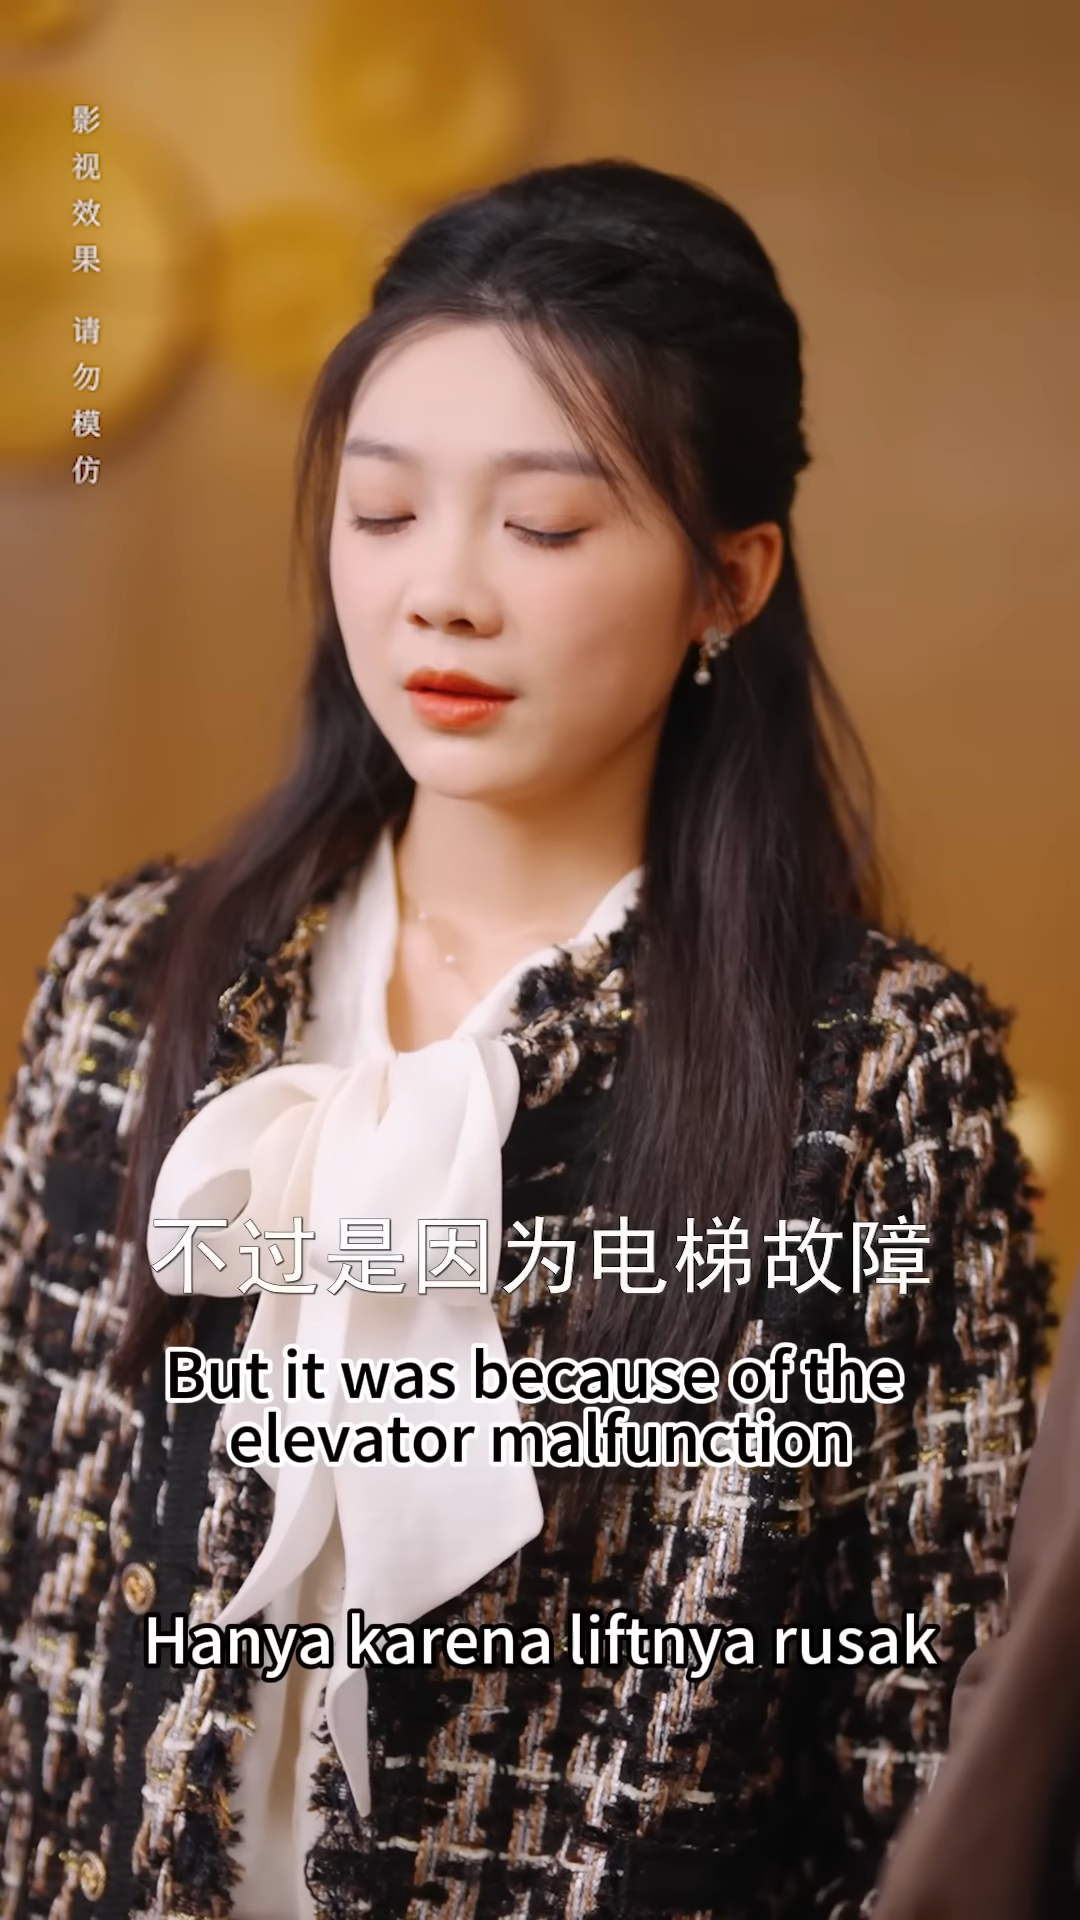 影视效果 请勿模仿
不过是因为电梯故障
But it was because of the
elevator malfunction
Hanya karena liftnya rusak